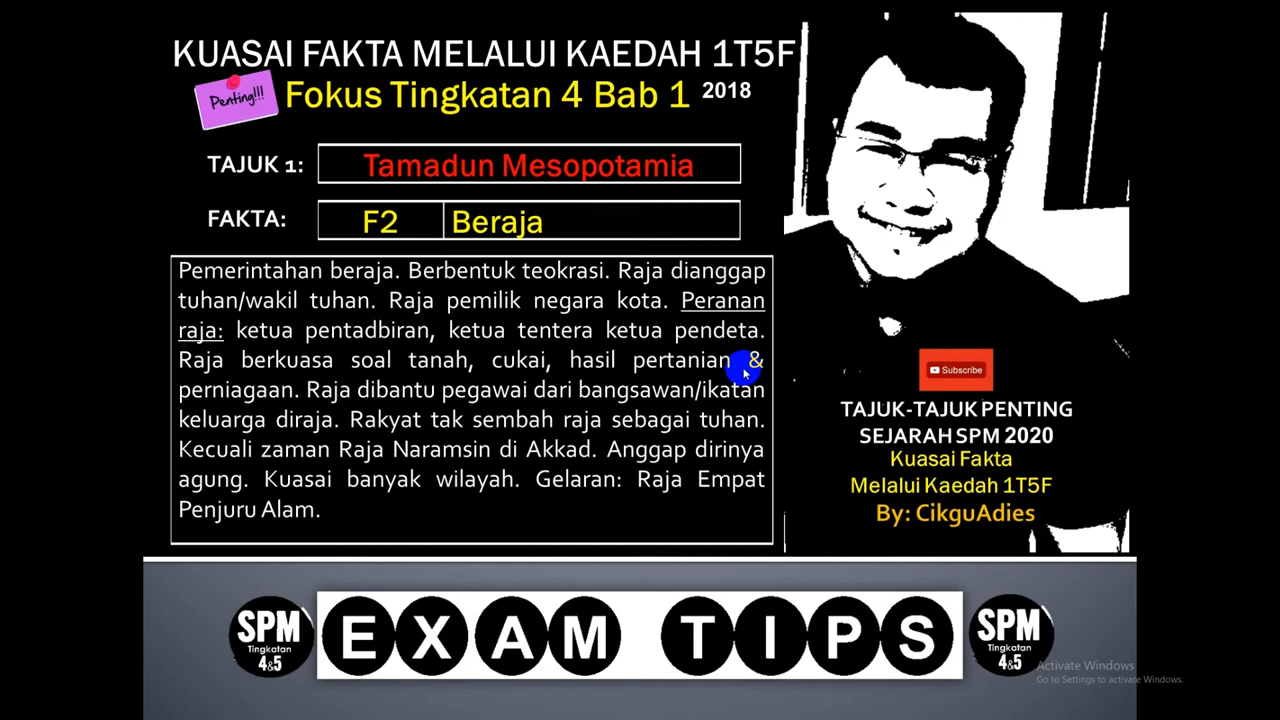 KUASAI FAKTA MELALUI KAEDAH 1T5F
Penting!!!
Fokus Tingkatan 4 Bab 1 2018
TAJUK 1: Tamadun Mesopotamia
FAKTA: F2 Beraja
Pemerintahan beraja. Berbentuk teokrasi. Raja dianggap
tuhan/wakil tuhan. Raja pemilik negara kota. Peranan
raja: ketua pentadbiran, ketua tentera ketua pendeta.
Raja berkuasa soal tanah, cukai, hasil pertanian &
perniagaan. Raja dibantu pegawai dari bangsawan/ikatan
keluarga diraja. Rakyat tak sembah raja sebagai tuhan.
Kecuali zaman Raja Naramsin di Akkad. Anggap dirinya
agung. Kuasai banyak wilayah. Gelaran: Raja Empat
Penjuru Alam.
Subscribe
TAJUK-TAJUK PENTING
SEJARAH SPM 2020
Kuasai Fakta
Melalui Kaedah 1T5F
By: CikguAdies
SPM
Tingkatan
4&5
EXAM TIPS
SPM
Tingkatan
4&5
Activate Windows
Go to Settings to activate Windows.